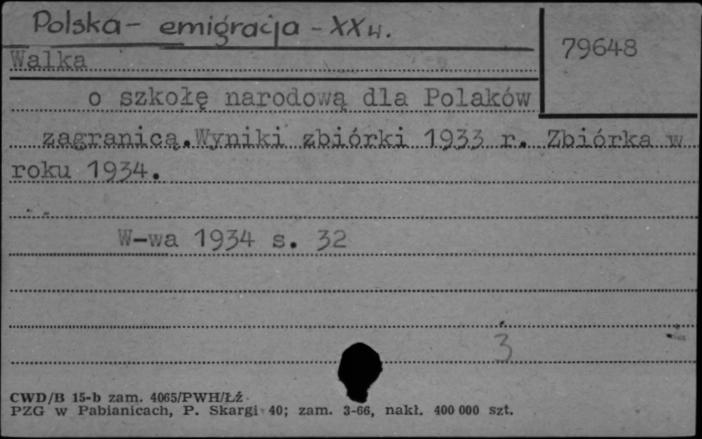 Polska - emigracja - XX w.
79648
Walka
o szkołę narodową dla Polaków
zagranicą. Wyniki zbiórki 1933 r. Zbiórka w
roku 1934.
W-wa 1934 s. 32
3
CWD/B 15-b zam. 4065/PWH/ŁŹ
PZG w Pabianicach, P. Skargi 40; zam. 3-66, nakł. 400 000 szt.